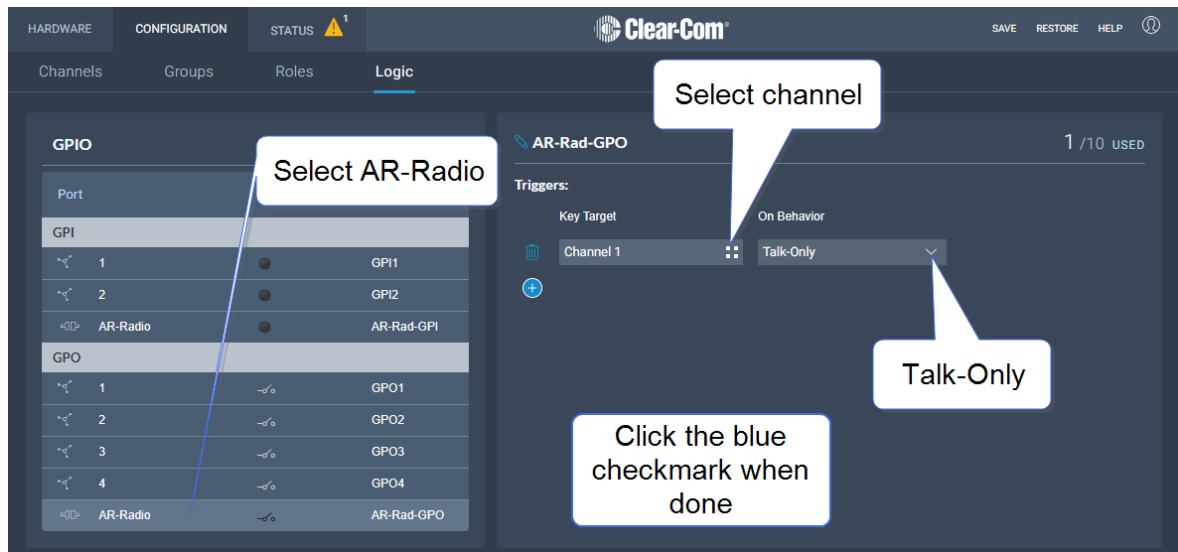 HARDWARE CONFIGURATION STATUS 1 Clear-Com SAVE RESTORE HELP
Channels Groups Roles Logic
Select channel
GPIO
Select AR-Radio
AR-Rad-GPO 1 /10 USED
Port
Triggers:
Key Target On Behavior
GPI
Channel 1 Talk-Only
1 GPI1
2 GPI2
AR-Radio AR-Rad-GPI
GPO
1 GPO1
2 GPO2
3 GPO3
4 GPO4
AR-Radio AR-Rad-GPO
Talk-Only
Click the blue
checkmark when
done